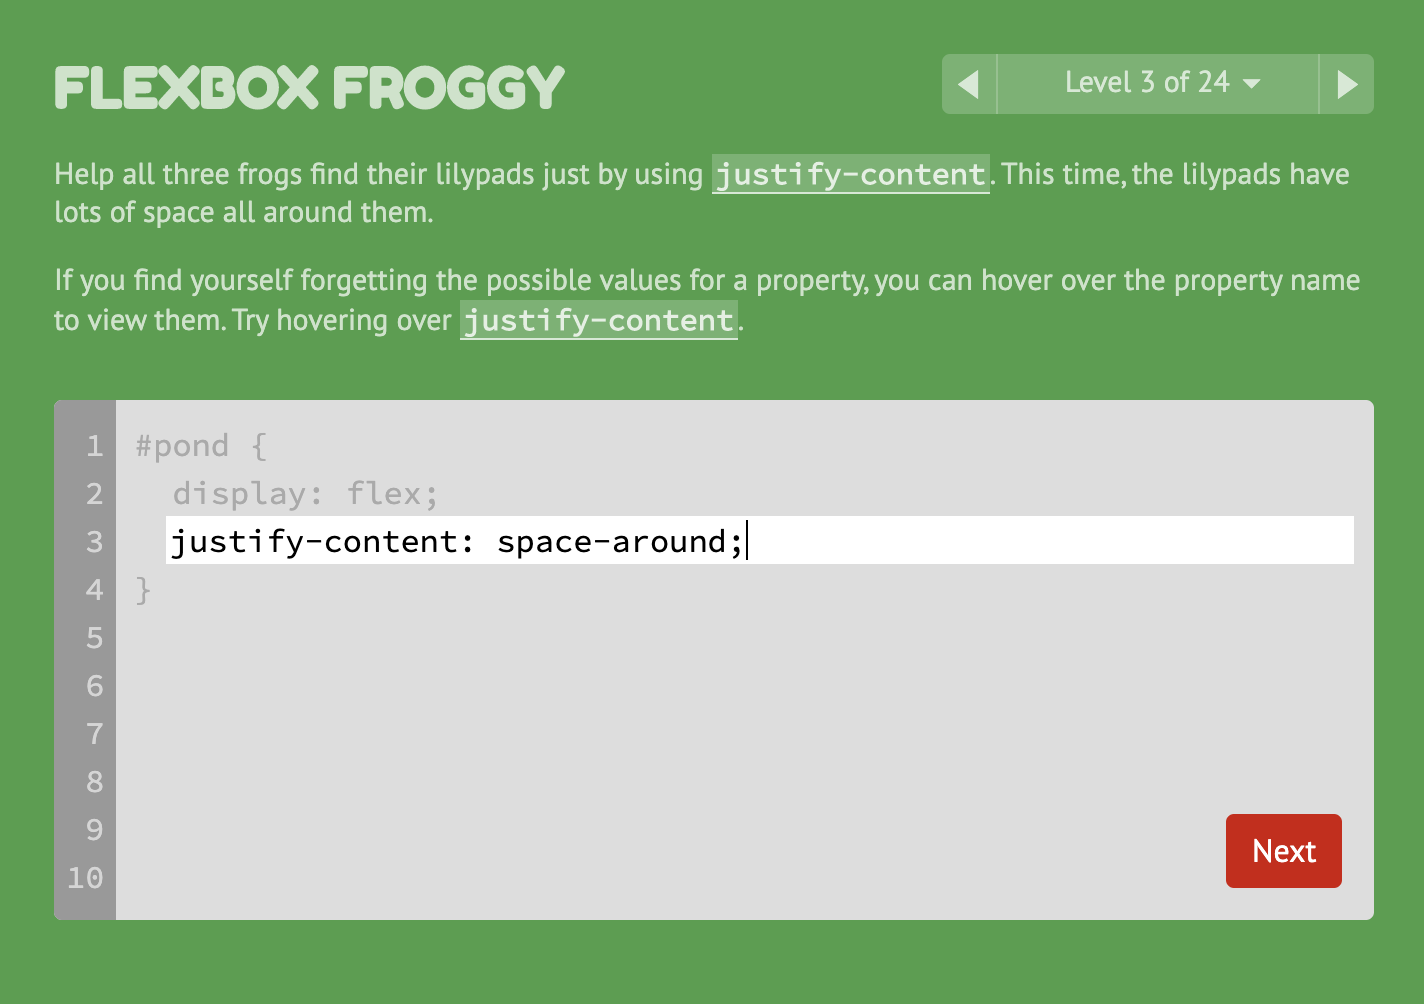 FLEXBOX FROGGY
Level 3 of 24
Help all three frogs find their lilypads just by using justify-content. This time, the lilypads have
lots of space all around them.
If you find yourself forgetting the possible values for a property, you can hover over the property name
to view them. Try hovering over justify-content.
1 #pond {
2 display: flex;
3 justify-content: space-around;
4 }
5
6
7
8
9
10
Next